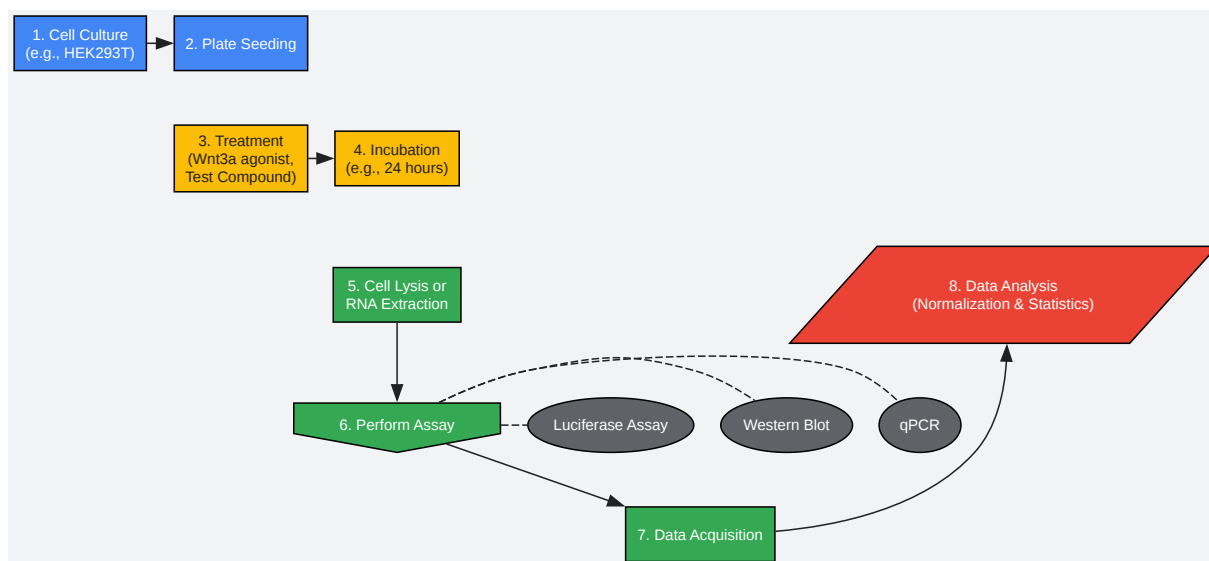 1. Cell Culture
(e.g., HEK293T)
2. Plate Seeding
3. Treatment
(Wnt3a agonist,
Test Compound)
4. Incubation
(e.g., 24 hours)
5. Cell Lysis or
RNA Extraction
8. Data Analysis
(Normalization & Statistics)
6. Perform Assay
Luciferase Assay
Western Blot
qPCR
7. Data Acquisition